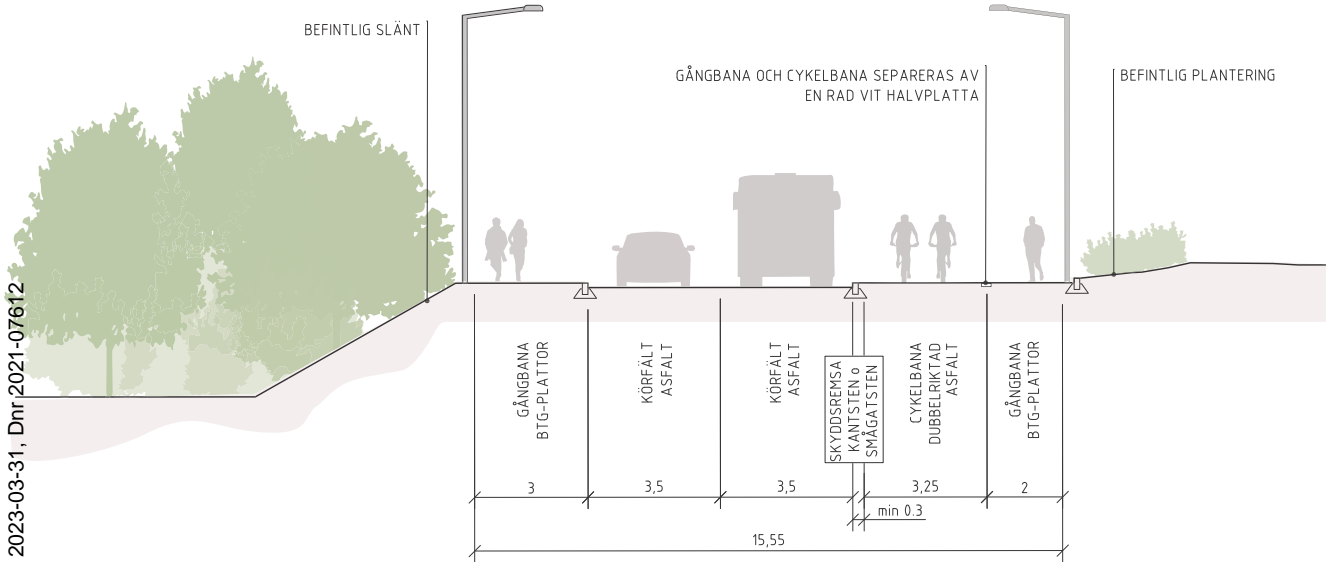 BEFINTLIG SLÄNT
GÅNGBANA OCH CYKELBANA SEPARERAS AV
EN RAD VIT HALVPLATTA
BEFINTLIG PLANTERING
GÅNGBANA
BTG-PLATTOR
KÖRFÄLT
ASFALT
KÖRFÄLT
ASFALT
SKYDDSREMSA
KANTSTEN o
SMÅGATSTEN
CYKELBANA
DUBBELRIKTAD
ASFALT
GÅNGBANA
BTG-PLATTOR
3
3,5
3,5
3,25
2
min 0.3
15,55
2023-03-31, Dnr 2021-07612